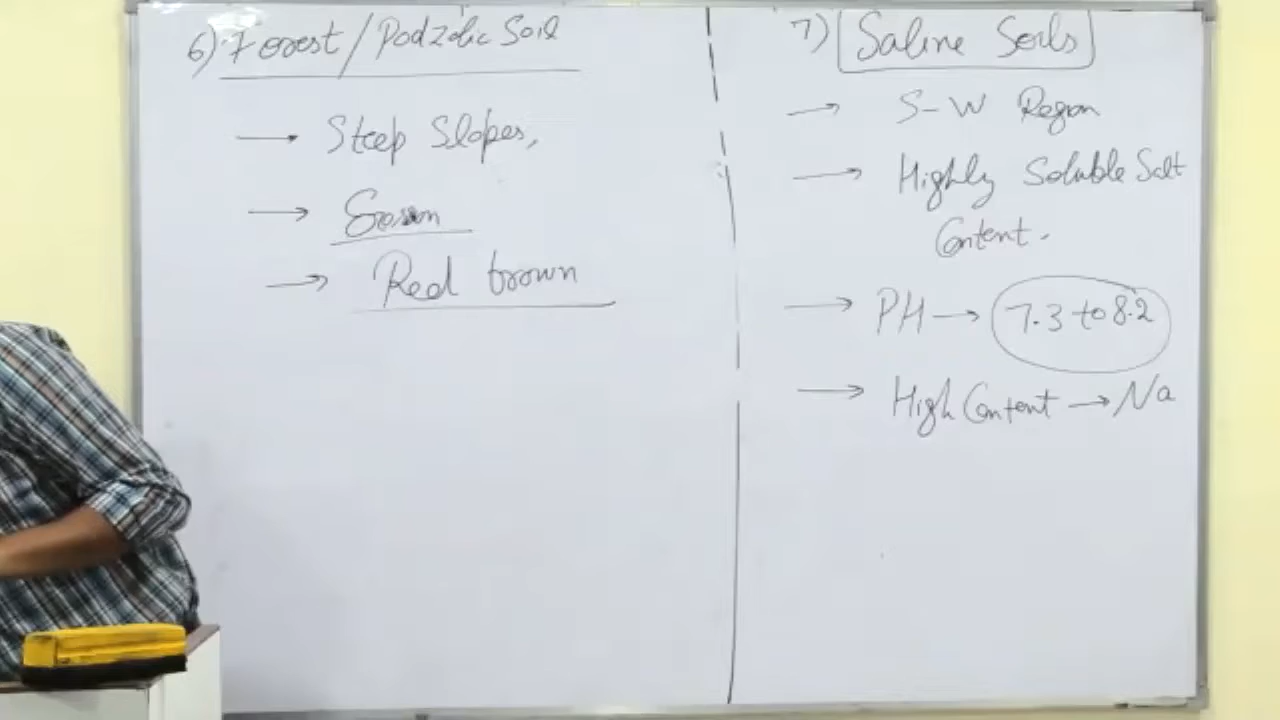 6) Forest/Podzolic Soil
→ Steep Slopes,
→ Erosion
→ Red brown
7) Saline Soils
→ S-W Region
→ Highly Soluble Salt
Content.
→ PH → 7.3 to 8.2
→ High Content → Na